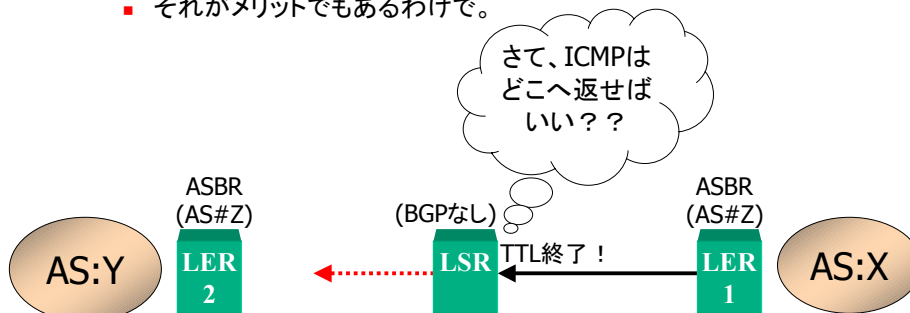 ■ それがメリットでもあるわけで。
さて、ICMPは
どこへ返せば
いい？？
ASBR
(AS#Z)
(BGPなし)
ASBR
(AS#Z)
AS:Y
LER
2
LSR
TTL終了！
LER
1
AS:X